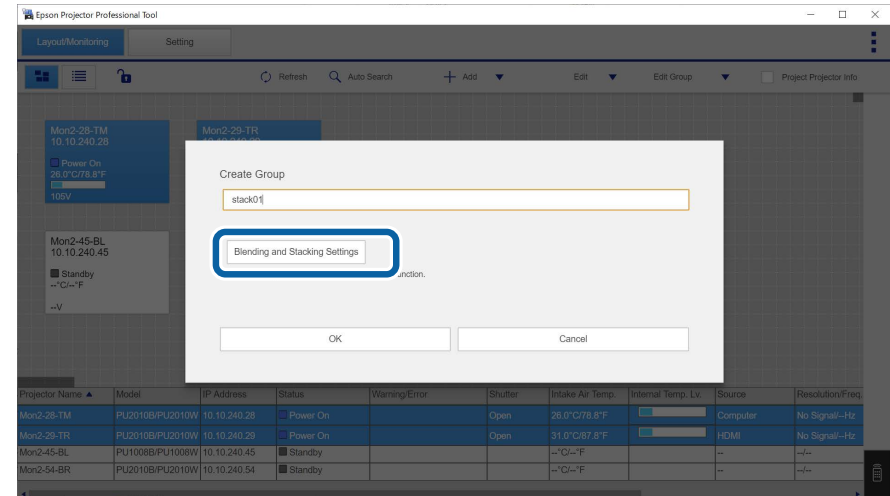 Epson Projector Professional Tool
Layout/Monitoring Setting
Refresh Auto Search Add Edit Edit Group Project Projector Info
Mon2-28-TM
10.10.240.28
Power On
26.0°C/78.8°F
105V
Mon2-29-TR
10.10.240.29
Mon2-45-BL
10.10.240.45
Standby
--°C/--°F
--V
Create Group
stack01
Blending and Stacking Settings
unction.
OK Cancel
Projector Name Model IP Address Status Warning/Error Shutter Intake Air Temp. Internal Temp. Lv. Source Resolution/Freq.
Mon2-28-TM PU2010B/PU2010W 10.10.240.28 Power On Open 26.0°C/78.8°F Computer No Signal/--Hz
Mon2-29-TR PU2010B/PU2010W 10.10.240.29 Power On Open 31.0°C/87.8°F HDMI No Signal/--Hz
Mon2-45-BL PU1008B/PU1008W 10.10.240.45 Standby --°C/--°F -- --/--
Mon2-54-BR PU2010B/PU2010W 10.10.240.54 Standby --°C/--°F -- --/--